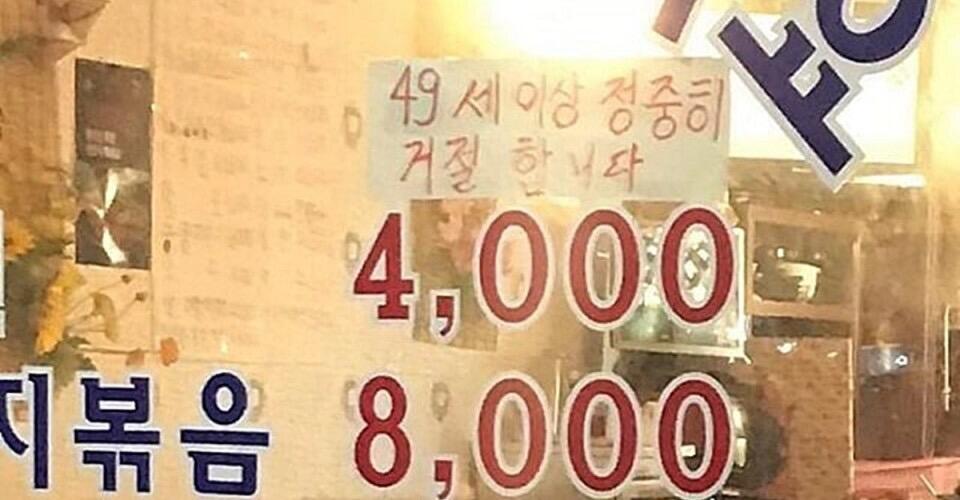 49세 이상 정중히
거절 합니다
4,000
지볶음 8,000